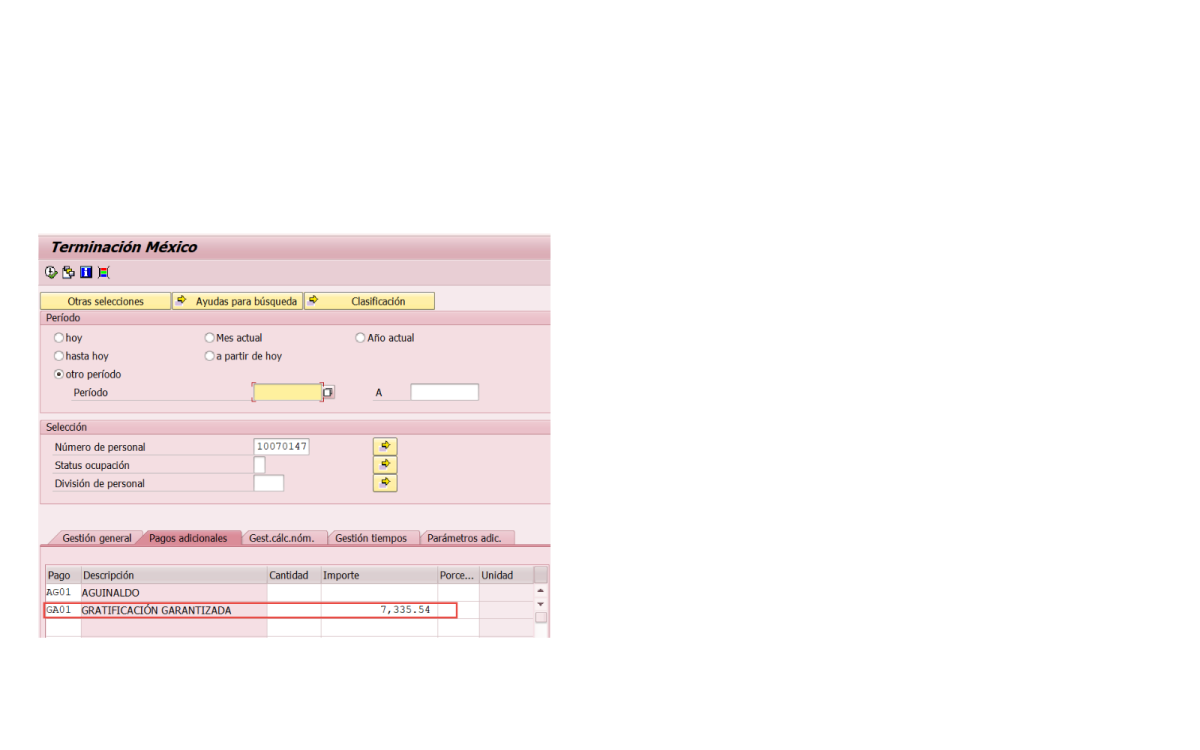 Terminación México
Otras selecciones Ayudas para búsqueda Clasificación
Período
hoy Mes actual Año actual
hasta hoy a partir de hoy
otro período
Período A
Selección
Número de personal 10070147
Status ocupación
División de personal
Gestión general Pagos adicionales Gest.cálc.nóm. Gestión tiempos Parámetros adic.
Pago Descripción Cantidad Importe Porce... Unidad
AG01 AGUINALDO
GA01 GRATIFICACIÓN GARANTIZADA 7,335.54